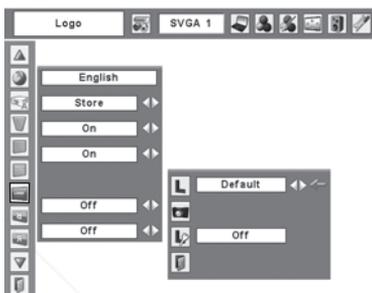 Logo
SVGA 1
English
Store
On
On
Off
Off
Default
Off